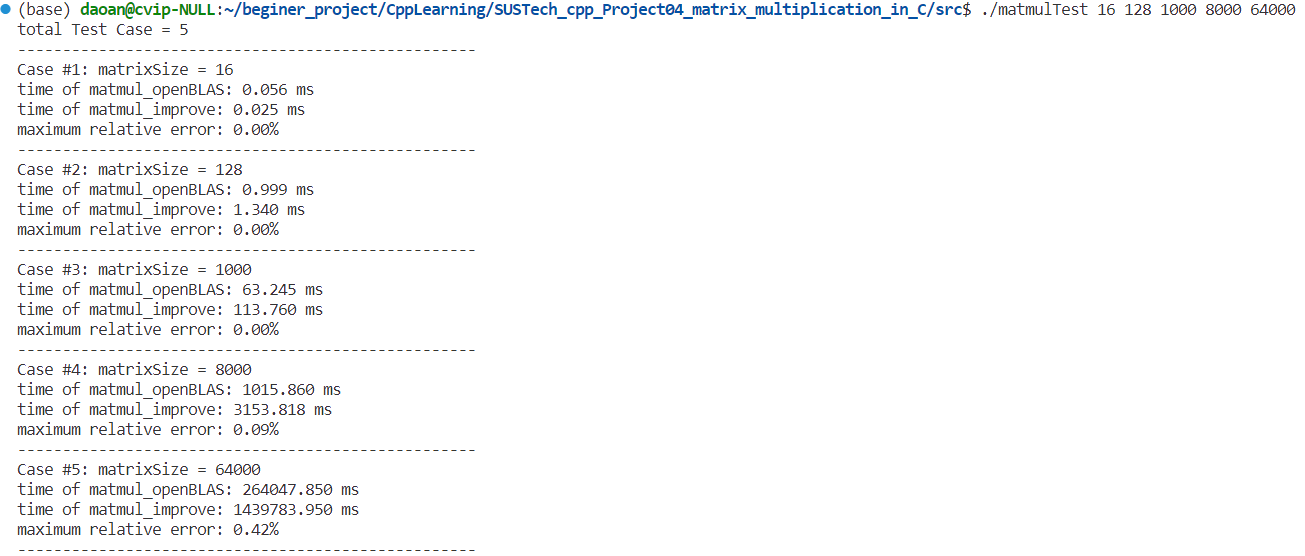 (base) daoan@cvip-NULL:~/beginer_project/CppLearning/SUSTech_cpp_Project04_matrix_multiplication_in_C/src$ ./matmulTest 16 128 1000 8000 64000
total Test Case = 5
---------------------------------------------------
Case #1: matrixSize = 16
time of matmul_openBLAS: 0.056 ms
time of matmul_improve: 0.025 ms
maximum relative error: 0.00%
---------------------------------------------------
Case #2: matrixSize = 128
time of matmul_openBLAS: 0.999 ms
time of matmul_improve: 1.340 ms
maximum relative error: 0.00%
---------------------------------------------------
Case #3: matrixSize = 1000
time of matmul_openBLAS: 63.245 ms
time of matmul_improve: 113.760 ms
maximum relative error: 0.00%
---------------------------------------------------
Case #4: matrixSize = 8000
time of matmul_openBLAS: 1015.860 ms
time of matmul_improve: 3153.818 ms
maximum relative error: 0.09%
---------------------------------------------------
Case #5: matrixSize = 64000
time of matmul_openBLAS: 264047.850 ms
time of matmul_improve: 1439783.950 ms
maximum relative error: 0.42%
---------------------------------------------------